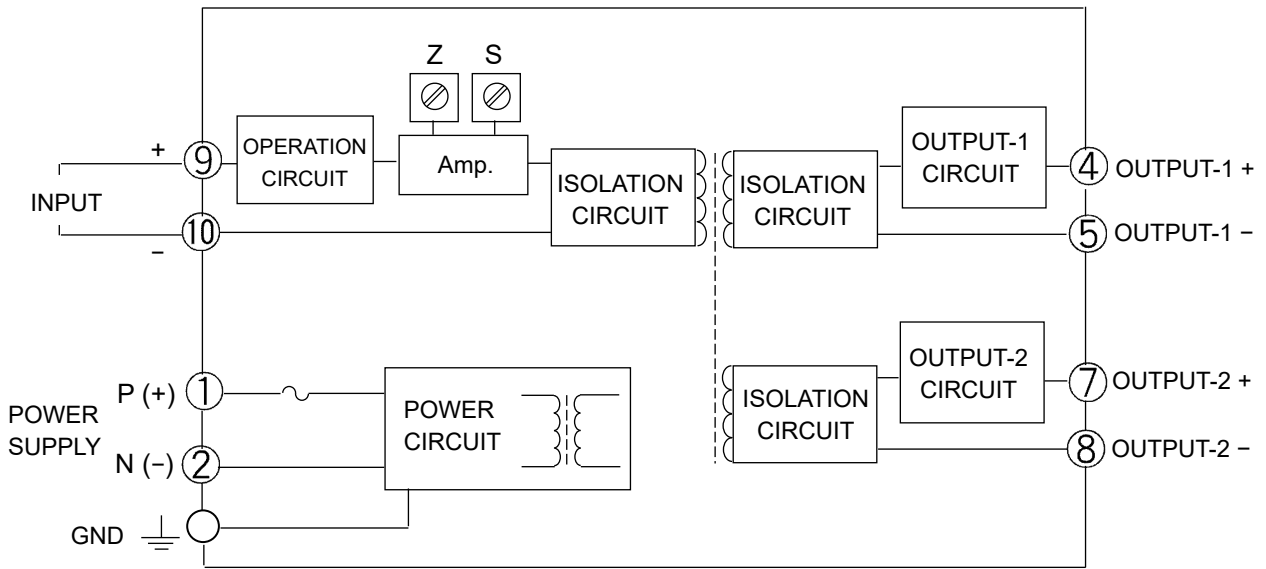 Z
S
+
9
OPERATION
CIRCUIT
Amp.
ISOLATION
CIRCUIT
ISOLATION
CIRCUIT
OUTPUT-1
CIRCUIT
4
OUTPUT-1 +
INPUT
10
−
5
OUTPUT-1 −
POWER
SUPPLY
P (+)
1
N (−)
2
GND
POWER
CIRCUIT
ISOLATION
CIRCUIT
OUTPUT-2
CIRCUIT
7
OUTPUT-2 +
8
OUTPUT-2 −